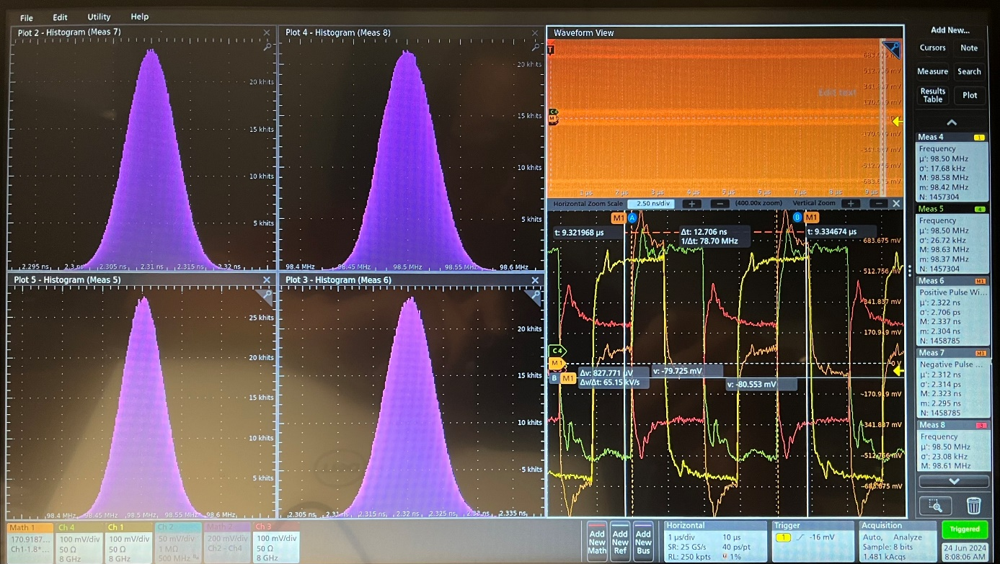 File Edit Utility Help
Plot 2 - Histogram (Meas 7)
20 khits
15 khits
10 khits
5 khits
2.295 ns 2.3 ns 2.305 ns 2.31 ns 2.315 ns 2.32 ns
Plot 4 - Histogram (Meas 8)
20 khits
15 khits
10 khits
5 khits
98.4 MHz 98.45 MHz 98.5 MHz 98.55 MHz 98.6 MHz
Plot 5 - Histogram (Meas 5)
25 khits
20 khits
15 khits
10 khits
5 khits
98.4 MHz 98.45 MHz 98.5 MHz 98.55 MHz 98.6 MHz
Plot 3 - Histogram (Meas 6)
20 khits
15 khits
10 khits
5 khits
2.305 ns 2.31 ns 2.315 ns 2.32 ns 2.325 ns 2.33 ns 2.335 ns
Waveform View
T
683.675 mV
512.756 mV
341.837 mV
Edit text
170.919 mV
C4
M1
-170.919 mV
-341.837 mV
-512.756 mV
-683.675 mV
1 µs 2 µs 3 µs 4 µs 5 µs 6 µs 7 µs 8 µs 9 µs
Horizontal Zoom Scale 2.50 ns/div + − (400.00x zoom) Vertical Zoom + −
M1 A B M1
t: 9.321968 µs
Δt: 12.706 ns
1/Δt: 78.70 MHz
t: 9.334674 µs
683.675 mV
512.756 mV
341.837 mV
170.919 mV
C4
M1
0 V
B M1
Δv: 827.771 µV
Δv/Δt: 65.15 kV/s
v: -79.725 mV
v: -80.553 mV
-170.919 mV
-341.837 mV
-512.756 mV
-683.675 mV
Add New...
Cursors Note
Measure Search
Results Table Plot
Meas 4 1
Frequency
µ': 98.50 MHz
σ': 17.68 kHz
M: 98.58 MHz
m: 98.42 MHz
N: 1457304
Meas 5 4
Frequency
µ': 98.50 MHz
σ': 26.72 kHz
M: 98.63 MHz
m: 98.37 MHz
N: 1457304
Meas 6 M1
Positive Pulse Wi...
µ': 2.322 ns
σ': 2.706 ps
M: 2.337 ns
m: 2.304 ns
N: 1458785
Meas 7 M1
Negative Pulse ...
µ': 2.312 ns
σ': 2.314 ps
M: 2.323 ns
m: 2.295 ns
N: 1458785
Meas 8 3
Frequency
µ': 98.50 MHz
σ': 23.08 kHz
M: 98.61 MHz
Math 1
170.9187...
Ch1-1.8*...
Ch 4
100 mV/div
50 Ω
8 GHz
Ch 1
100 mV/div
50 Ω
8 GHz
Ch 2
50 mV/div
1 MΩ
500 MHz
Math 2
200 mV/div
Ch2 - Ch4
Ch 3
100 mV/div
50 Ω
8 GHz
Add New Math
Add New Ref
Add New Bus
Horizontal
1 µs/div 10 µs
SR: 25 GS/s 40 ps/pt
RL: 250 kpts 1%
Trigger
1 -16 mV
Acquisition
Auto, Analyze
Sample: 8 bits
1.481 kAcqs
Triggered
24 Jun 2024
8:08:06 AM